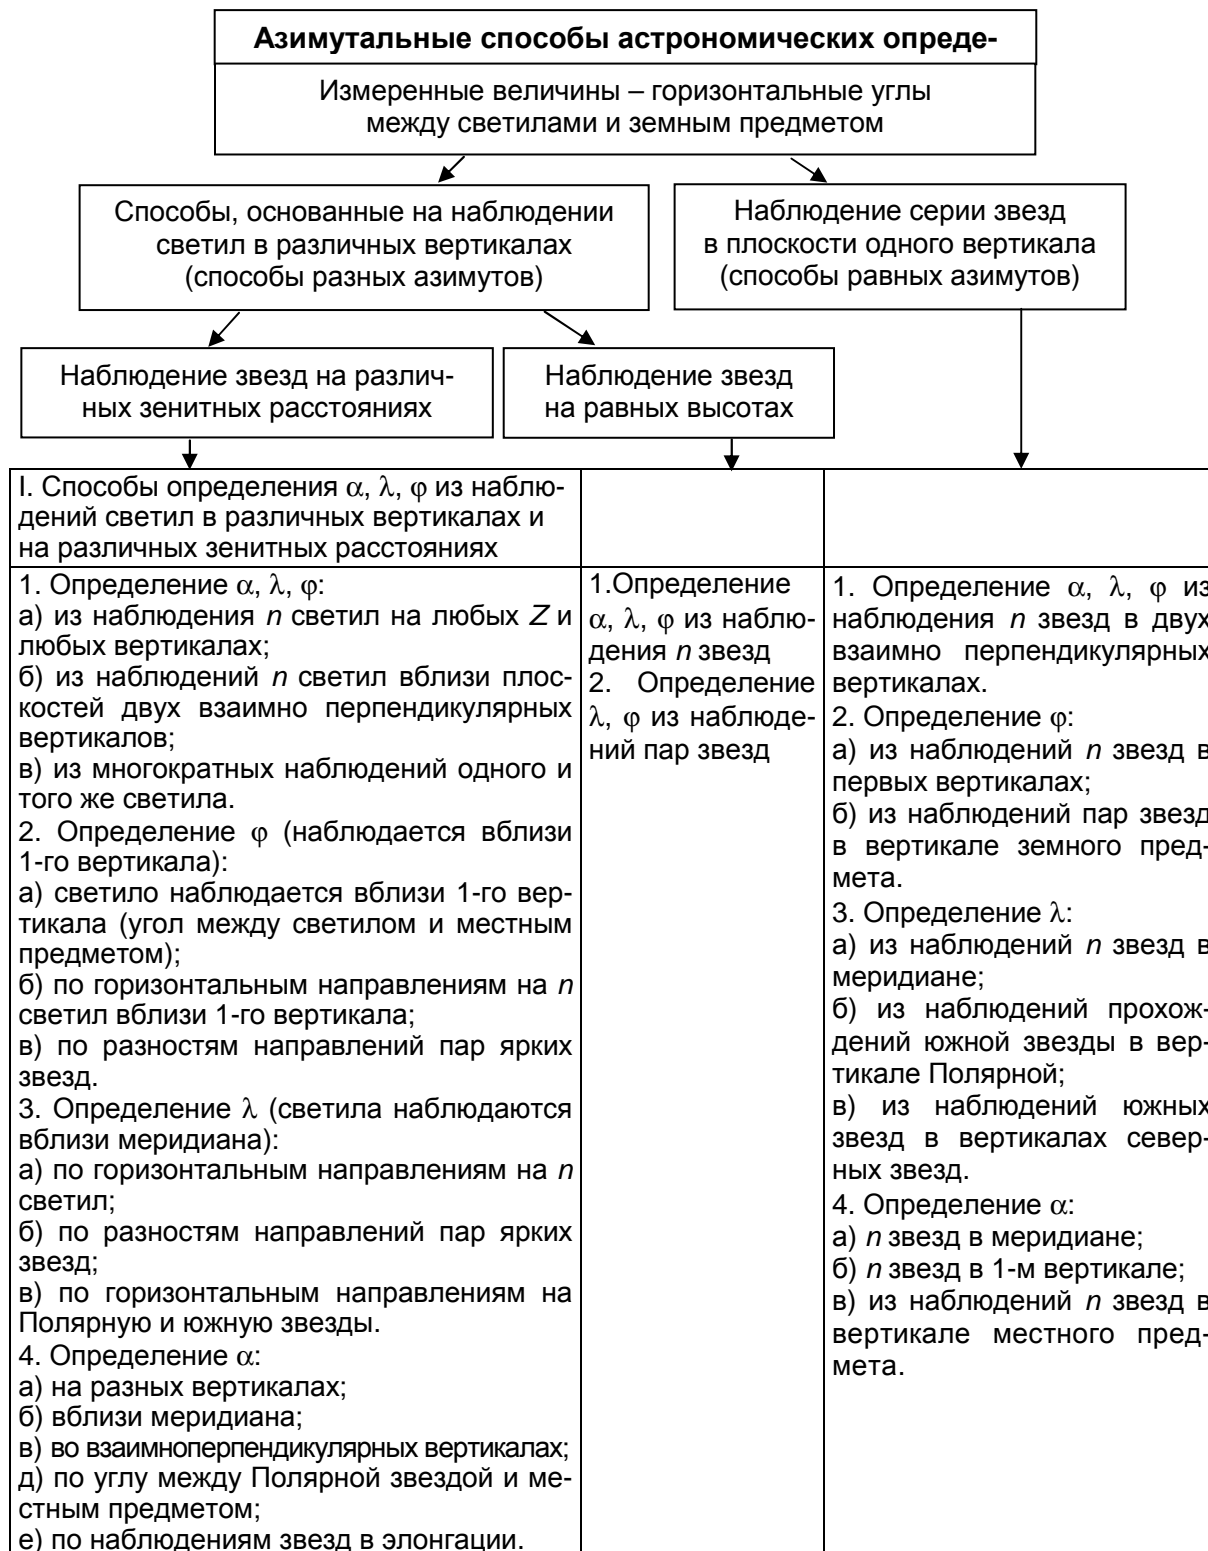 Азимутальные способы астрономических опреде-
Измеренные величины – горизонтальные углы
между светилами и земным предметом
Способы, основанные на наблюдении
светил в различных вертикалах
(способы разных азимутов)
Наблюдение серии звезд
в плоскости одного вертикала
(способы равных азимутов)
Наблюдение звезд на различ-
ных зенитных расстояниях
Наблюдение звезд
на равных высотах
I. Способы определения α, λ, φ из наблю-
дений светил в различных вертикалах и
на различных зенитных расстояниях
1. Определение α, λ, φ:
а) из наблюдения n светил на любых Z и
любых вертикалах;
б) из наблюдений n светил вблизи плос-
костей двух взаимно перпендикулярных
вертикалов;
в) из многократных наблюдений одного и
того же светила.
2. Определение φ (наблюдается вблизи
1-го вертикала):
а) светило наблюдается вблизи 1-го вер-
тикала (угол между светилом и местным
предметом);
б) по горизонтальным направлениям на n
светил вблизи 1-го вертикала;
в) по разностям направлений пар ярких
звезд.
3. Определение λ (светила наблюдаются
вблизи меридиана):
а) по горизонтальным направлениям на n
светил;
б) по разностям направлений пар ярких
звезд;
в) по горизонтальным направлениям на
Полярную и южную звезды.
4. Определение α:
а) на разных вертикалах;
б) вблизи меридиана;
в) во взаимноперпендикулярных вертикалах;
д) по углу между Полярной звездой и ме-
стным предметом;
е) по наблюдениям звезд в элонгации.
1.Определение
α, λ, φ из наблю-
дения n звезд
2. Определение
λ, φ из наблюде-
ний пар звезд
1. Определение α, λ, φ из
наблюдения n звезд в двух
взаимно перпендикулярных
вертикалах.
2. Определение φ:
а) из наблюдений n звезд в
первых вертикалах;
б) из наблюдений пар звезд
в вертикале земного пред-
мета.
3. Определение λ:
а) из наблюдений n звезд в
меридиане;
б) из наблюдений прохож-
дений южной звезды в вер-
тикале Полярной;
в) из наблюдений южных
звезд в вертикалах север-
ных звезд.
4. Определение α:
а) n звезд в меридиане;
б) n звезд в 1-м вертикале;
в) из наблюдений n звезд в
вертикале местного пред-
мета.